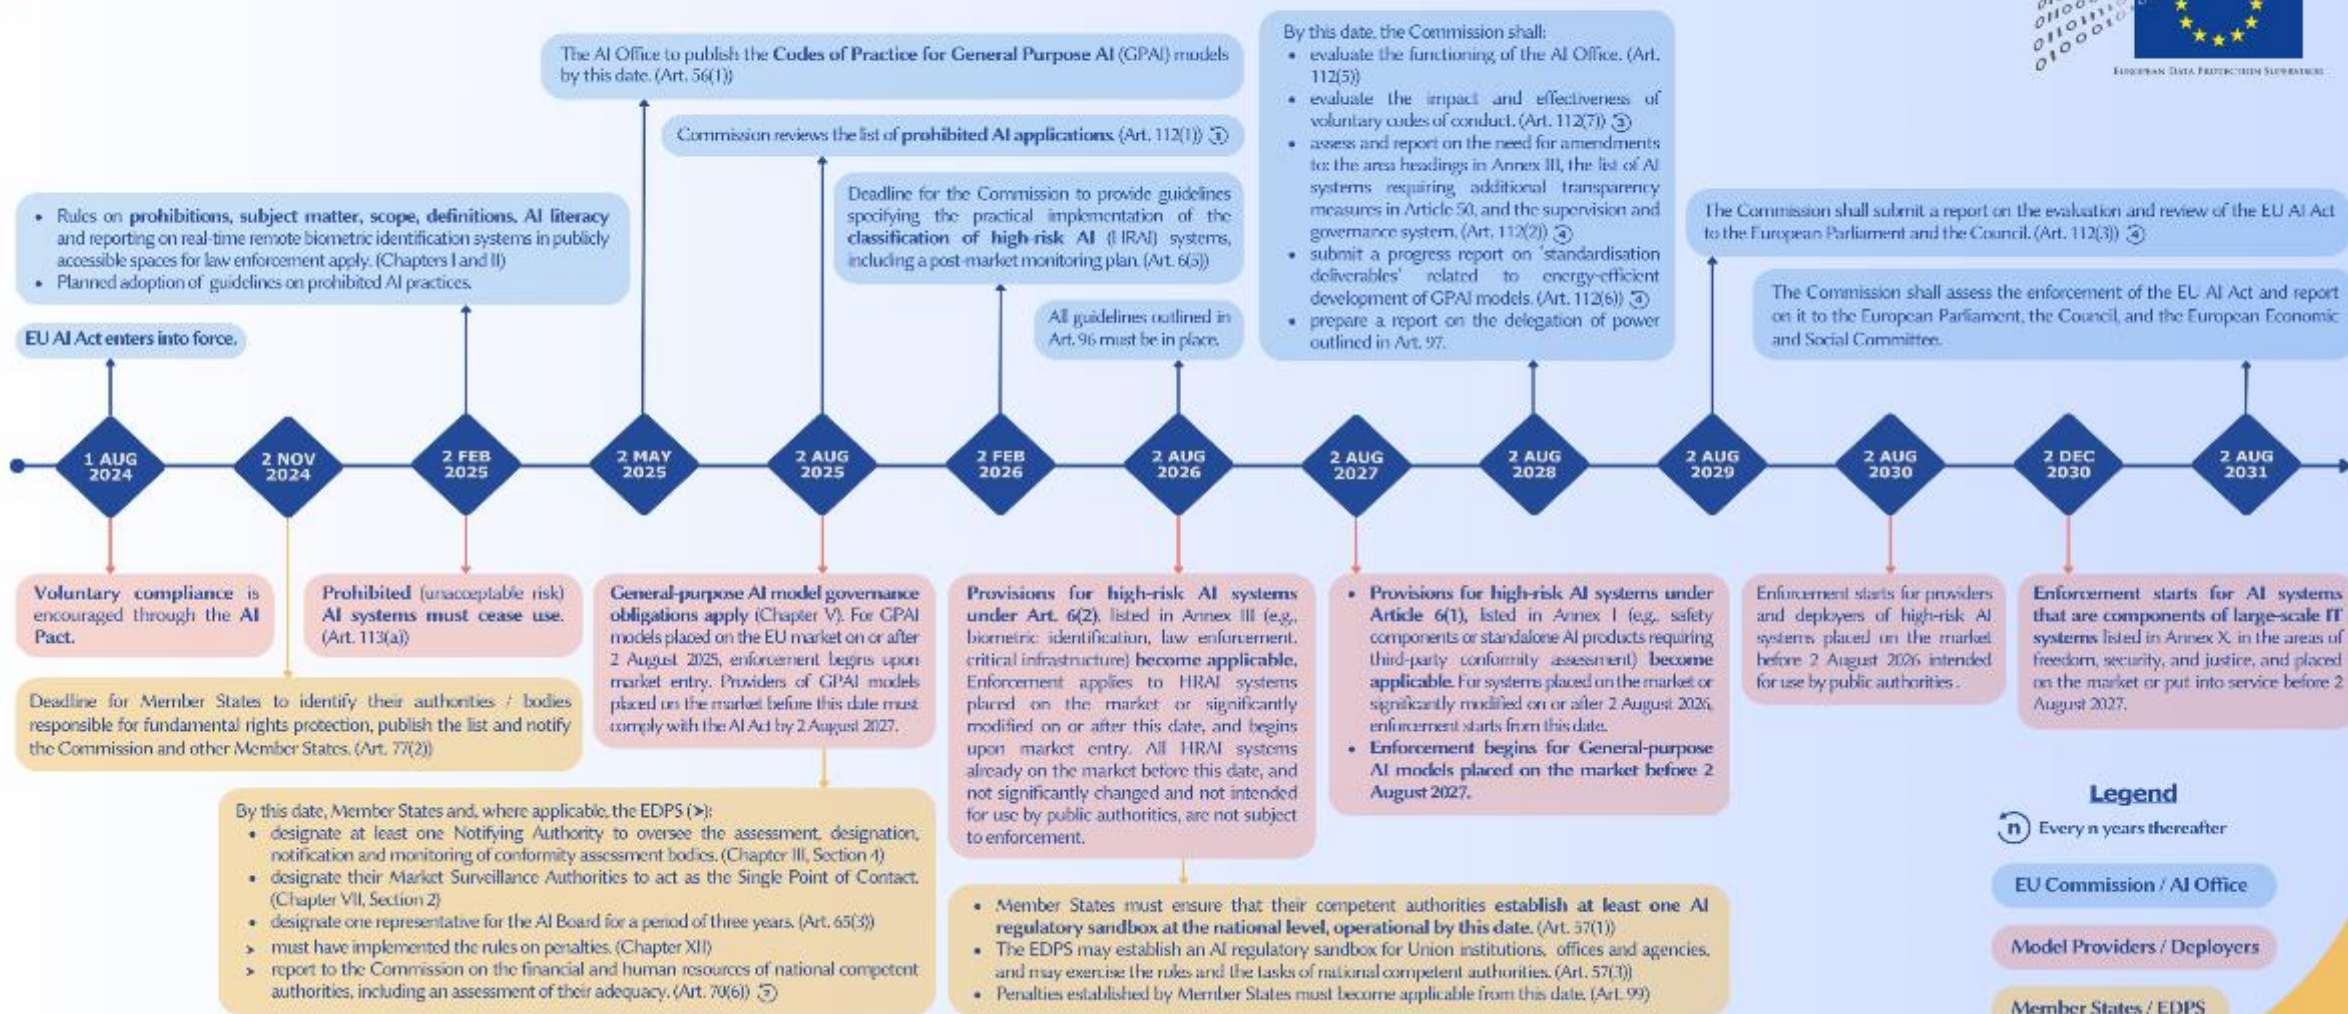 EUROPEAN DATA PROTECTION SUPERVISOR
The AI Office to publish the Codes of Practice for General Purpose AI (GPAI) models
by this date. (Art. 56(1))
Commission reviews the list of prohibited AI applications. (Art. 112(1)) 1
Deadline for the Commission to provide guidelines
specifying the practical implementation of the
classification of high-risk AI (HRAI) systems,
including a post-market monitoring plan. (Art. 6(5))
All guidelines outlined in
Art. 96 must be in place.
By this date, the Commission shall:
• evaluate the functioning of the AI Office. (Art.
112(5))
• evaluate the impact and effectiveness of
voluntary codes of conduct. (Art. 112(7)) 3
• assess and report on the need for amendments
to: the area headings in Annex III, the list of AI
systems requiring additional transparency
measures in Article 50, and the supervision and
governance system. (Art. 112(2)) 4
• submit a progress report on 'standardisation
deliverables' related to energy-efficient
development of GPAI models. (Art. 112(6)) 4
• prepare a report on the delegation of power
outlined in Art. 97.
• Rules on prohibitions, subject matter, scope, definitions, AI literacy
and reporting on real-time remote biometric identification systems in publicly
accessible spaces for law enforcement apply. (Chapters I and II)
• Planned adoption of guidelines on prohibited AI practices.
EU AI Act enters into force.
The Commission shall submit a report on the evaluation and review of the EU AI Act
to the European Parliament and the Council. (Art. 112(3)) 4
The Commission shall assess the enforcement of the EU AI Act and report
on it to the European Parliament, the Council, and the European Economic
and Social Committee.
1 AUG
2024
2 NOV
2024
2 FEB
2025
2 MAY
2025
2 AUG
2025
2 FEB
2026
2 AUG
2026
2 AUG
2027
2 AUG
2028
2 AUG
2029
2 AUG
2030
2 DEC
2030
2 AUG
2031
Voluntary compliance is
encouraged through the AI
Pact.
Prohibited (unacceptable risk)
AI systems must cease use.
(Art. 113(a))
Deadline for Member States to identify their authorities / bodies
responsible for fundamental rights protection, publish the list and notify
the Commission and other Member States. (Art. 77(2))
General-purpose AI model governance
obligations apply (Chapter V). For GPAI
models placed on the EU market on or after
2 August 2025, enforcement begins upon
market entry. Providers of GPAI models
placed on the market before this date must
comply with the AI Act by 2 August 2027.
By this date, Member States and, where applicable, the EDPS (➤):
• designate at least one Notifying Authority to oversee the assessment, designation,
notification and monitoring of conformity assessment bodies. (Chapter III, Section 4)
• designate their Market Surveillance Authorities to act as the Single Point of Contact.
(Chapter VII, Section 2)
• designate one representative for the AI Board for a period of three years. (Art. 65(3))
➤ must have implemented the rules on penalties. (Chapter XII)
➤ report to the Commission on the financial and human resources of national competent
authorities, including an assessment of their adequacy. (Art. 70(6))
Provisions for high-risk AI systems
under Art. 6(2), listed in Annex III (e.g.,
biometric identification, law enforcement,
critical infrastructure) become applicable.
Enforcement applies to HRAI systems
placed on the market or significantly
modified on or after this date, and begins
upon market entry. All HRAI systems
already on the market before this date, and
not significantly changed and not intended
for use by public authorities, are not subject
to enforcement.
• Member States must ensure that their competent authorities establish at least one AI
regulatory sandbox at the national level, operational by this date. (Art. 57(1))
• The EDPS may establish an AI regulatory sandbox for Union institutions, offices and agencies,
and may exercise the roles and the tasks of national competent authorities. (Art. 57(3))
• Penalties established by Member States must become applicable from this date. (Art. 99)
• Provisions for high-risk AI systems under
Article 6(1), listed in Annex I (e.g., safety
components or standalone AI products requiring
third-party conformity assessment) become
applicable. For systems placed on the market or
significantly modified on or after 2 August 2026,
enforcement starts from this date.
• Enforcement begins for General-purpose
AI models placed on the market before 2
August 2027.
Enforcement starts for providers
and deployers of high-risk AI
systems placed on the market
before 2 August 2026 intended
for use by public authorities .
Enforcement starts for AI systems
that are components of large-scale IT
systems listed in Annex X, in the areas of
freedom, security, and justice, and placed
on the market or put into service before 2
August 2027.
Legend
n Every n years thereafter
EU Commission / AI Office
Model Providers / Deployers
Member States / EDPS